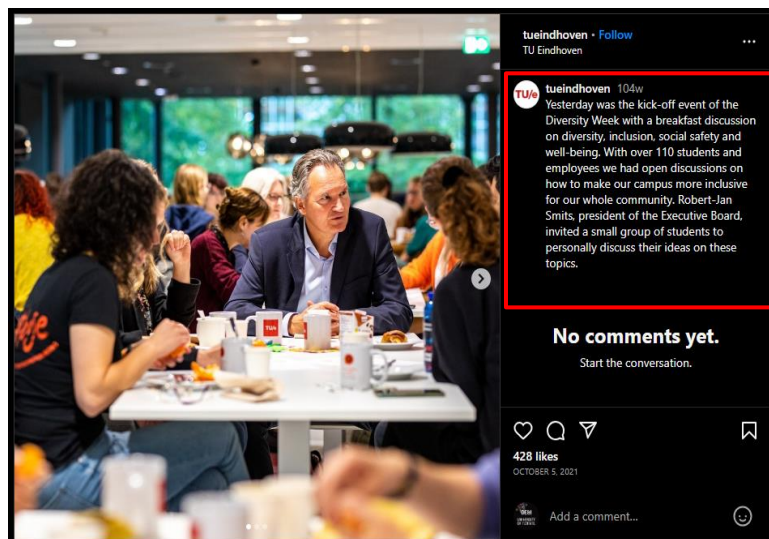 tueindhoven • Follow
TU Eindhoven
TU/e
tueindhoven 104w
Yesterday was the kick-off event of the
Diversity Week with a breakfast discussion
on diversity, inclusion, social safety and
well-being. With over 110 students and
employees we had open discussions on
how to make our campus more inclusive
for our whole community. Robert-Jan
Smits, president of the Executive Board,
invited a small group of students to
personally discuss their ideas on these
topics.
No comments yet.
Start the conversation.
428 likes
OCTOBER 5, 2021
Add a comment...
TU/e